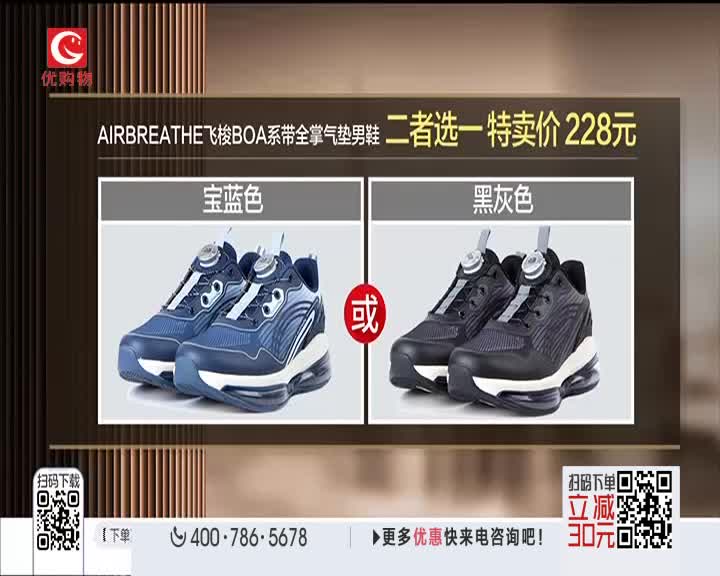 优购物
AIRBREATHE飞梭BOA系带全掌气垫男鞋 二者选一 特卖价 228元
宝蓝色
黑灰色
或
扫码下载
【下单
400·786·5678
更多优惠快来电咨询吧！
扫码下单
立减
30元